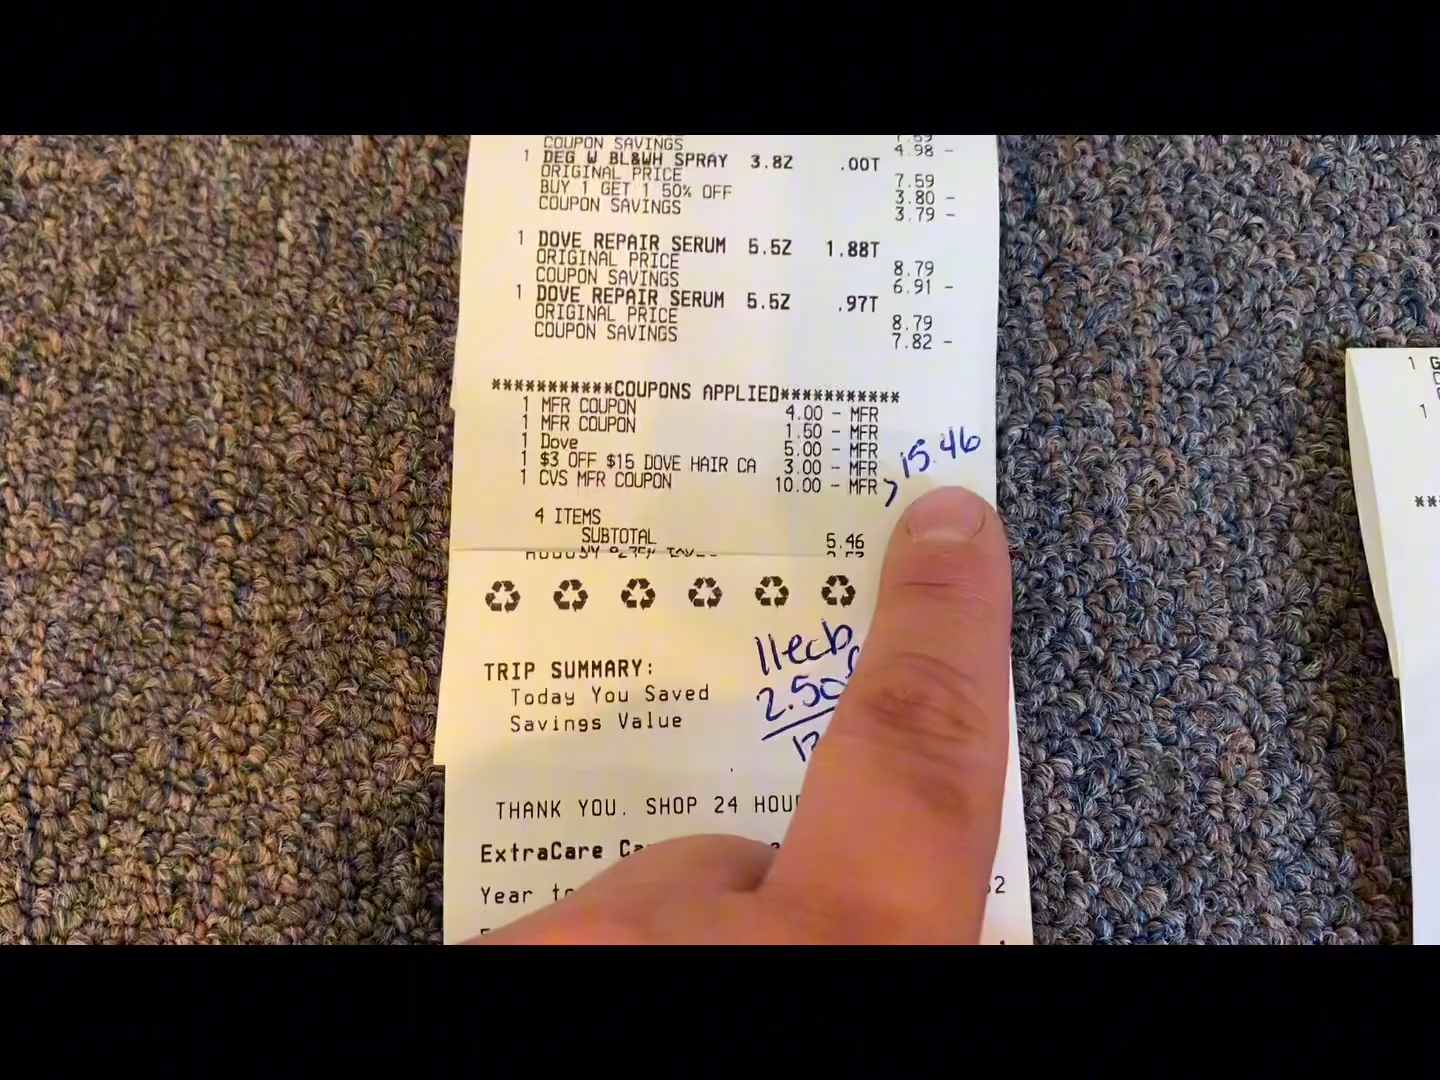 COUPON SAVINGS 4.98 -
1 DEG W BL&WH SPRAY 3.8Z .00T
ORIGINAL PRICE 7.59
BUY 1 GET 1 50% OFF 3.80 -
COUPON SAVINGS 3.79 -
1 DOVE REPAIR SERUM 5.5Z 1.88T
ORIGINAL PRICE 8.79
COUPON SAVINGS 6.91 -
1 DOVE REPAIR SERUM 5.5Z .97T
ORIGINAL PRICE 8.79
COUPON SAVINGS 7.82 -
***********COUPONS APPLIED***********
1 MFR COUPON 4.00 - MFR
1 MFR COUPON 1.50 - MFR
1 Dove 5.00 - MFR
1 $3 OFF $15 DOVE HAIR CA 3.00 - MFR
1 CVS MFR COUPON 10.00 - MFR > 15.46
4 ITEMS
SUBTOTAL 5.46
11ecb
2.50
TRIP SUMMARY:
Today You Saved
Savings Value
THANK YOU. SHOP 24 HOU
ExtraCare
Year
1
1
**